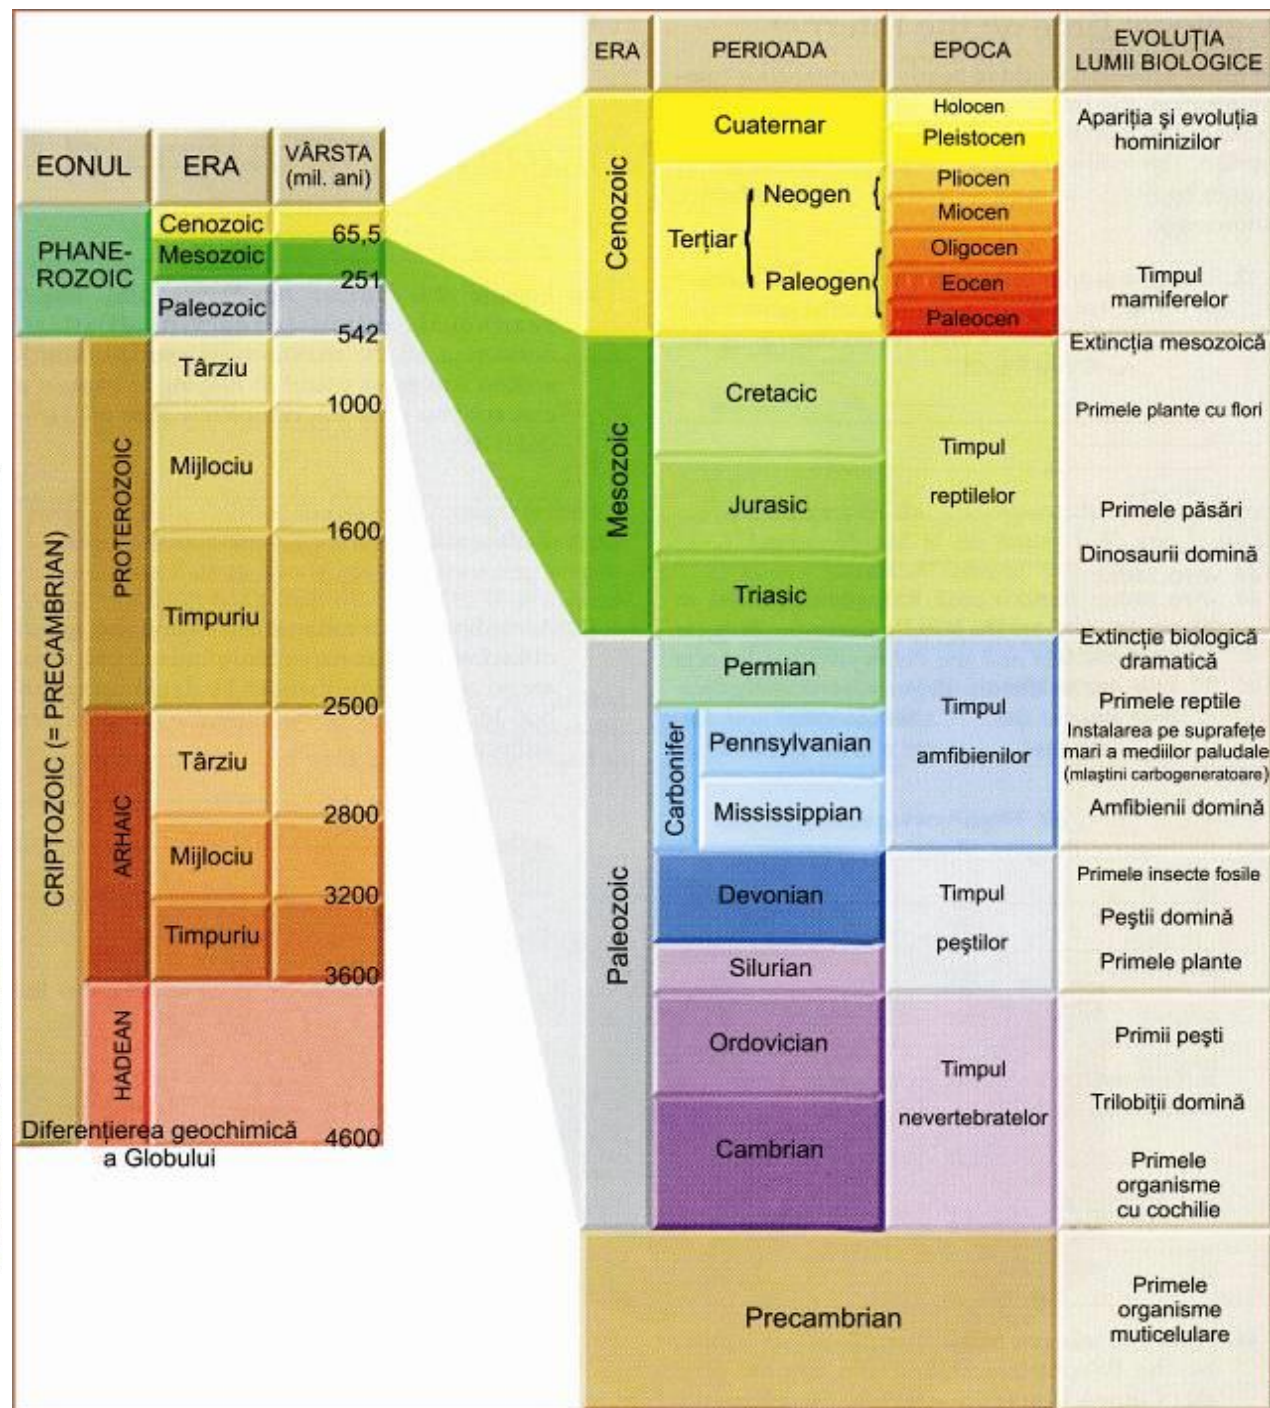 EONUL
ERA
VÂRSTA
(mil. ani)
PHANE-
ROZOIC
Cenozoic
65,5
Mesozoic
251
Paleozoic
542
CRIPTOZOIC (= PRECAMBRIAN)
PROTEROZOIC
Târziu
1000
Mijlociu
1600
Timpuriu
2500
ARHAIC
Târziu
2800
Mijlociu
3200
Timpuriu
3600
HADEAN
Diferențierea geochimică
a Globului
4600
ERA
PERIOADA
EPOCA
EVOLUȚIA
LUMII BIOLOGICE
Cenozoic
Cuaternar
Holocen
Pleistocen
Apariția şi evoluția
hominizilor
Terțiar
Neogen
Pliocen
Miocen
Paleogen
Oligocen
Eocen
Paleocen
Timpul
mamiferelor
Mesozoic
Cretacic
Jurasic
Triasic
Timpul
reptilelor
Extincția mesozoică
Primele plante cu flori
Primele păsări
Dinosaurii domină
Paleozoic
Permian
Carbonifer
Pennsylvanian
Mississippian
Timpul
amfibienilor
Extincție biologică
dramatică
Primele reptile
Instalarea pe suprafețe
mari a mediilor paludale
(mlaştini carbogeneratoare)
Amfibienii domină
Devonian
Silurian
Timpul
peştilor
Primele insecte fosile
Peştii domină
Primele plante
Ordovician
Cambrian
Timpul
nevertebratelor
Primii peşti
Trilobiții domină
Primele
organisme
cu cochilie
Precambrian
Primele
organisme
muticelulare